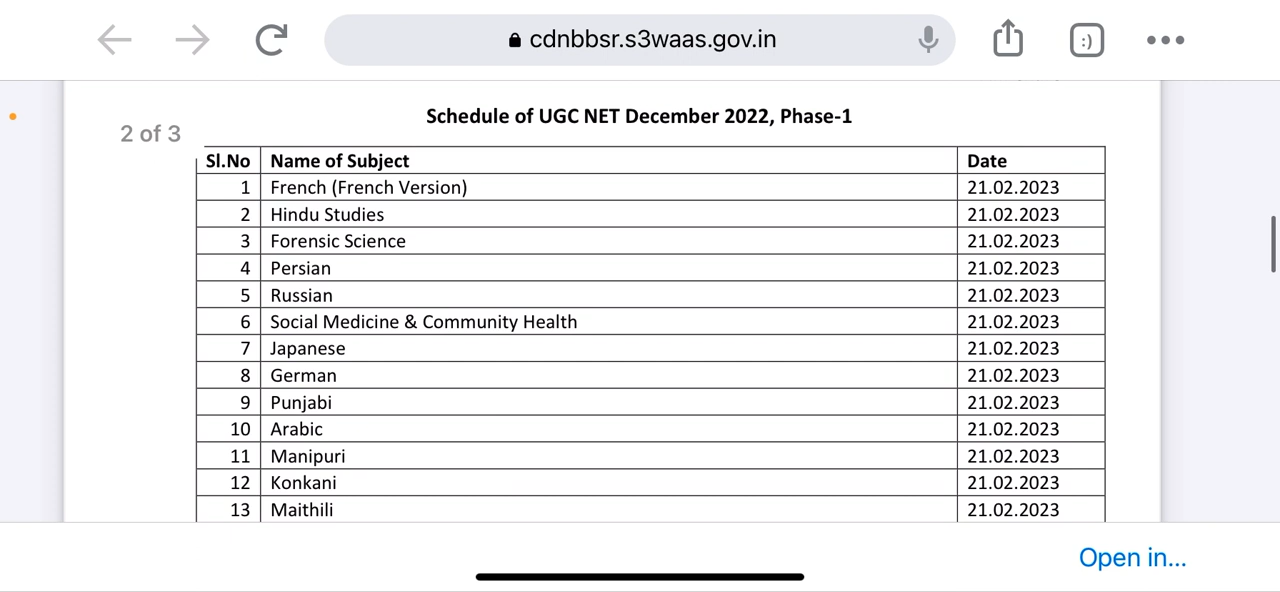 cdnbbsr.s3waas.gov.in
Schedule of UGC NET December 2022, Phase-1
2 of 3
Sl.No Name of Subject Date
1 French (French Version) 21.02.2023
2 Hindu Studies 21.02.2023
3 Forensic Science 21.02.2023
4 Persian 21.02.2023
5 Russian 21.02.2023
6 Social Medicine & Community Health 21.02.2023
7 Japanese 21.02.2023
8 German 21.02.2023
9 Punjabi 21.02.2023
10 Arabic 21.02.2023
11 Manipuri 21.02.2023
12 Konkani 21.02.2023
13 Maithili 21.02.2023
Open in...